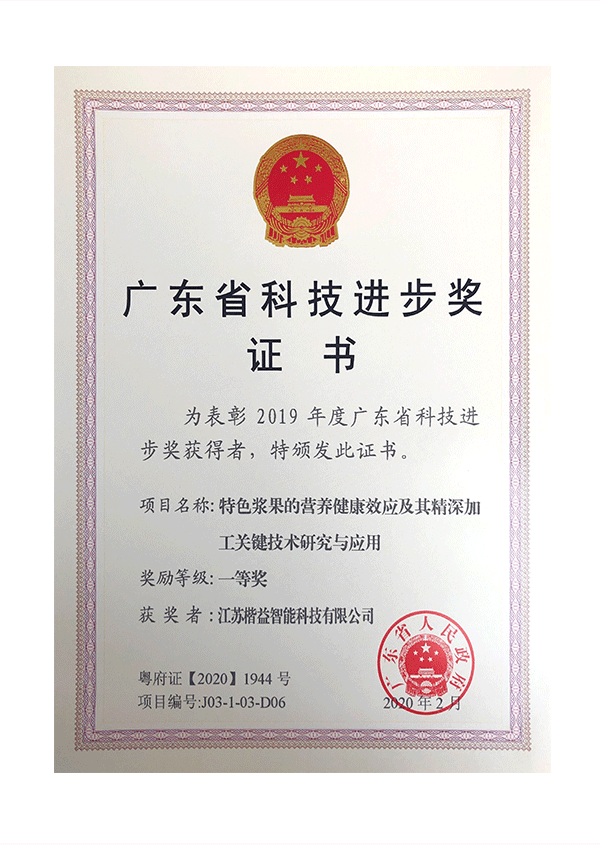 广东省科技进步奖
证 书
为表彰 2019 年度广东省科技进
步奖获得者，特颁发此证书。
项目名称: 特色浆果的营养健康效应及其精深加
工关键技术研究与应用
奖励等级: 一等奖
获 奖 者 : 江苏楷益智能科技有限公司
广东省人民政府
粤府证【2020】1944 号
项目编号:J03-1-03-D06
2020 年 2 月